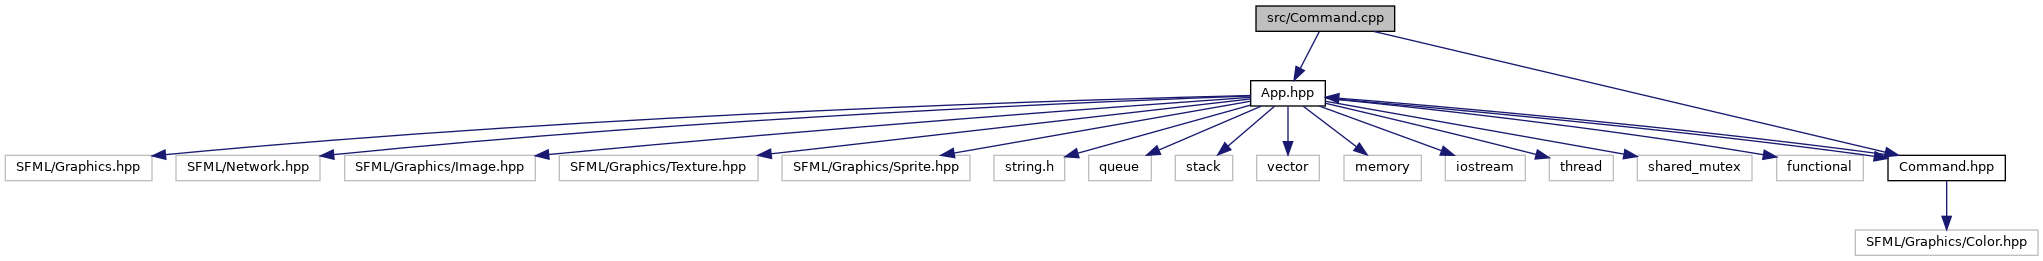 src/Command.cpp
App.hpp
SFML/Graphics.hpp
SFML/Network.hpp
SFML/Graphics/Image.hpp
SFML/Graphics/Texture.hpp
SFML/Graphics/Sprite.hpp
string.h
queue
stack
vector
memory
iostream
thread
shared_mutex
functional
Command.hpp
SFML/Graphics/Color.hpp